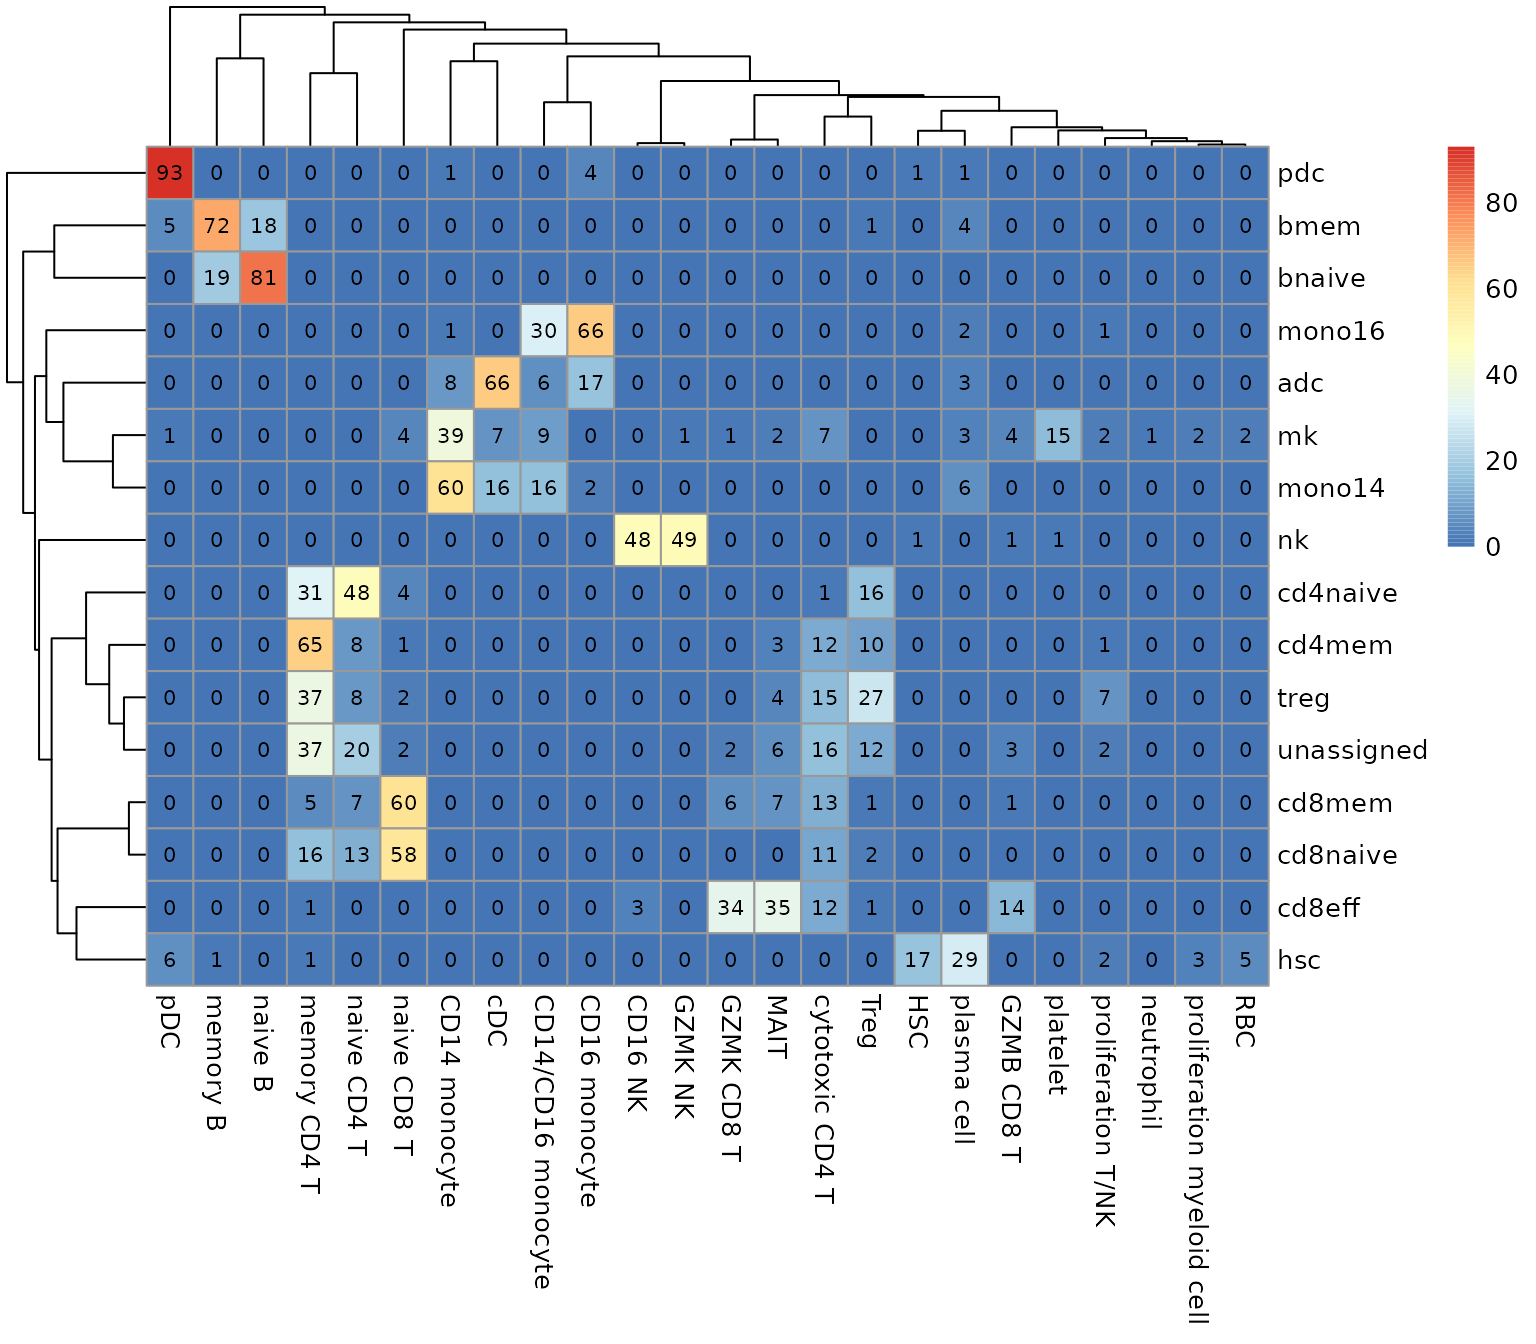 93 0 0 0 0 0 1 0 0 4 0 0 0 0 0 0 1 1 0 0 0 0 0 0 pdc
5 72 18 0 0 0 0 0 0 0 0 0 0 0 0 1 0 4 0 0 0 0 0 0 bmem
0 19 81 0 0 0 0 0 0 0 0 0 0 0 0 0 0 0 0 0 0 0 0 0 bnaive
0 0 0 0 0 0 1 0 30 66 0 0 0 0 0 0 0 2 0 0 1 0 0 0 mono16
0 0 0 0 0 0 8 66 6 17 0 0 0 0 0 0 0 3 0 0 0 0 0 0 adc
1 0 0 0 0 4 39 7 9 0 0 1 1 2 7 0 0 3 4 15 2 1 2 2 mk
0 0 0 0 0 0 60 16 16 2 0 0 0 0 0 0 0 6 0 0 0 0 0 0 mono14
0 0 0 0 0 0 0 0 0 0 48 49 0 0 0 0 1 0 1 1 0 0 0 0 nk
0 0 0 31 48 4 0 0 0 0 0 0 0 0 1 16 0 0 0 0 0 0 0 0 cd4naive
0 0 0 65 8 1 0 0 0 0 0 0 0 3 12 10 0 0 0 0 1 0 0 0 cd4mem
0 0 0 37 8 2 0 0 0 0 0 0 0 4 15 27 0 0 0 0 7 0 0 0 treg
0 0 0 37 20 2 0 0 0 0 0 0 2 6 16 12 0 0 3 0 2 0 0 0 unassigned
0 0 0 5 7 60 0 0 0 0 0 0 6 7 13 1 0 0 1 0 0 0 0 0 cd8mem
0 0 0 16 13 58 0 0 0 0 0 0 0 0 11 2 0 0 0 0 0 0 0 0 cd8naive
0 0 0 1 0 0 0 0 0 0 3 0 34 35 12 1 0 0 14 0 0 0 0 0 cd8eff
6 1 0 1 0 0 0 0 0 0 0 0 0 0 0 0 17 29 0 0 2 0 3 5 hsc
pDC
memory B
naive B
memory CD4 T
naive CD4 T
naive CD8 T
CD14 monocyte
cDC
CD14/CD16 monocyte
CD16 monocyte
CD16 NK
GZMK NK
GZMK CD8 T
MAIT
cytotoxic CD4 T
Treg
HSC
plasma cell
GZMB CD8 T
platelet
proliferation T/NK
neutrophil
proliferation myeloid cell
RBC
80
60
40
20
0